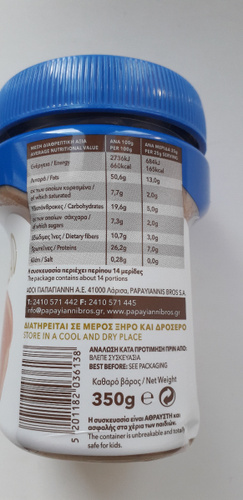 ΜΕΣΗ ΔΙΑΘΡΕΠΤΙΚΗ ΑΞΙΑ ΑΝΑ 100g ΑΝΑ ΜΕΡΙΔΑ 25g
AVERAGE NUTRITIONAL VALUE PER 100g PER 25g SERVING
Ενέργεια / Energy 2736kJ 684kJ
660kcal 165kcal
Λιπαρά / Fats 50,6g 13,0g
εκ των οποίων κορεσμένα /
of which saturated 7,7g 2,0g
Υδατάνθρακες / Carbohydrates 19,6g 5,0g
εκ των οποίων σάκχαρα /
of which sugars 7,3g 2,0g
Εδώδιμες Ίνες / Dietary fibers 10,7g 3,0g
Πρωτεΐνες / Proteins 26,2g 7,0g
Αλάτι / Salt 0,28g 0,0g
Η συσκευασία περιέχει περίπου 14 μερίδες
The package contains about 14 portions
ΑΦΟΙ ΠΑΠΑΓΙΑΝΝΗ Α.Ε. 41000 Λάρισα, PAPAYIANNIS BROS S.A.
T: 2410 571 442 F: 2410 571 445
info@papayiannibros.gr / www.papayiannibros.com
ΔΙΑΤΗΡΕΙΤΑΙ ΣΕ ΜΕΡΟΣ ΞΗΡΟ ΚΑΙ ΔΡΟΣΕΡΟ
STORE IN A COOL AND DRY PLACE
ΑΝΑΛΩΣΗ ΚΑΤΑ ΠΡΟΤΙΜΗΣΗ ΠΡΙΝ ΑΠΟ:
ΒΛΕΠΕ ΣΥΣΚΕΥΑΣΙΑ
BEST BEFORE: SEE PACKAGING
Καθαρό βάρος / Net Weight
350g e
5 201182 036138
Η συσκευασία είναι ΑΘΡΑΥΣΤΗ και
ασφαλής στα χέρια των παιδιών.
The container is unbreakable and totally
safe for kids.